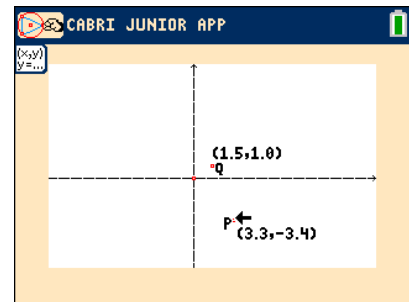 CABRI JUNIOR APP
(x,y)
y=...
(1.5,1.0)
Q
P
(3.3,-3.4)